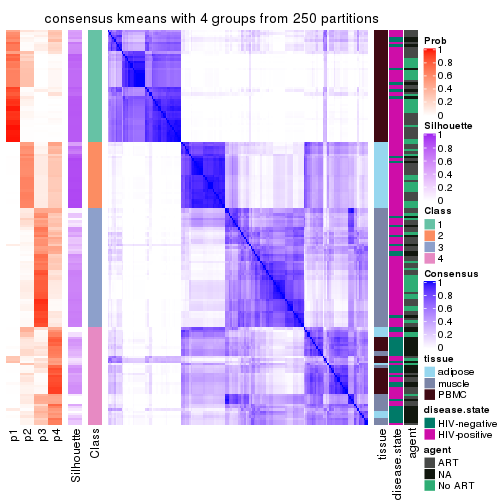 consensus kmeans with 4 groups from 250 partitions
Prob
1
0.8
0.6
0.4
0.2
0
Silhouette
1
0.8
0.6
0.4
0.2
0
Class
1
2
3
4
Consensus
1
0.8
0.6
0.4
0.2
0
tissue
adipose
muscle
PBMC
disease.state
HIV-negative
HIV-positive
agent
ART
NA
No ART
p1
p2
p3
p4
Silhouette
Class
tissue
disease.state
agent